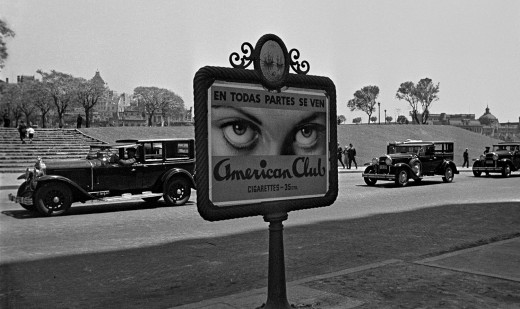 EN TODAS PARTES SE VEN
American Club
CIGARETTES - 35 CTS.